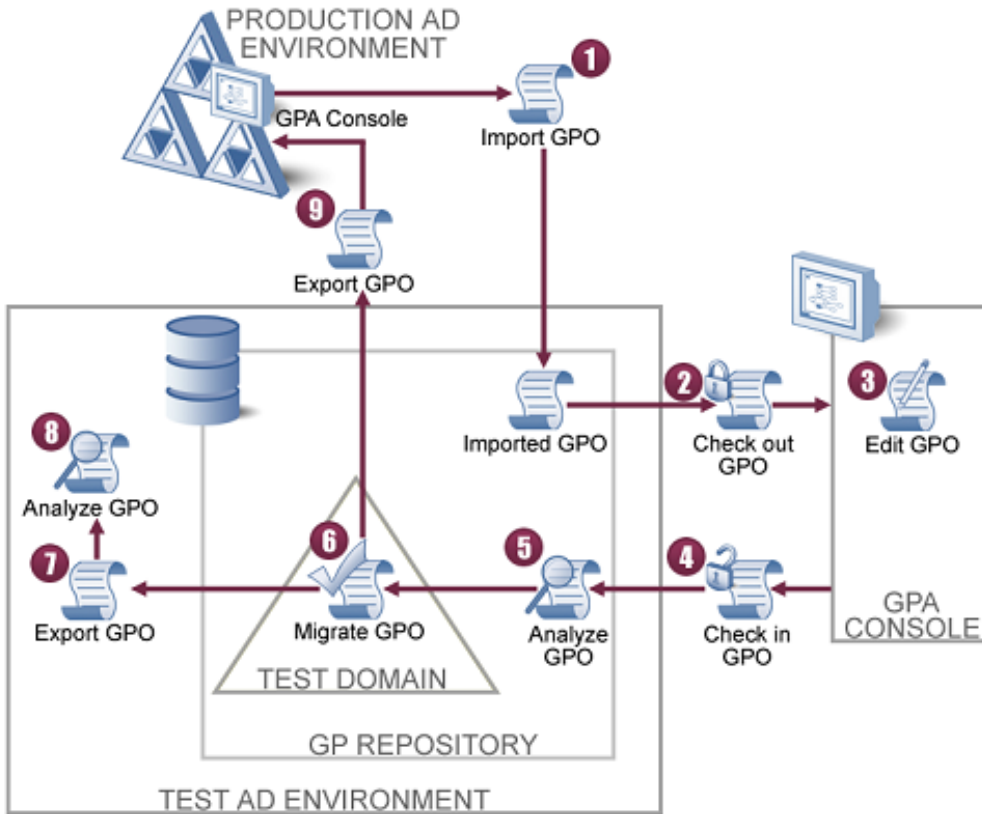 PRODUCTION AD
ENVIRONMENT
GPA Console
1
Import GPO
9
Export GPO
Imported GPO
2
Check out
GPO
3
Edit GPO
8
Analyze GPO
7
Export GPO
6
Migrate GPO
5
Analyze
GPO
4
Check in
GPO
GPA
CONSOLE
TEST DOMAIN
GP REPOSITORY
TEST AD ENVIRONMENT